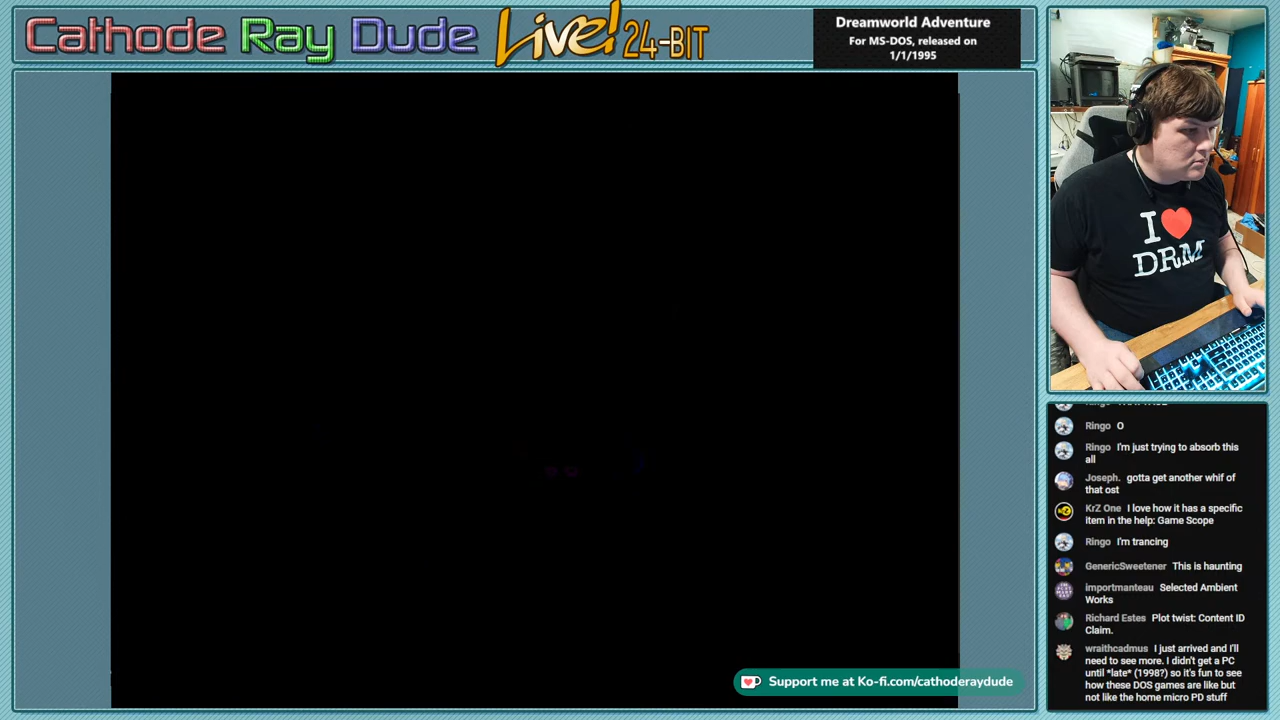 Cathode Ray Dude Live! 24-BIT
Dreamworld Adventure
For MS-DOS, released on
1/1/1995
I ❤ DRM
Ringo O
Ringo I'm just trying to absorb this
all
Joseph. gotta get another whif of
that ost
KrZ One I love how it has a specific
item in the help: Game Scope
Ringo I'm trancing
GenericSweetener This is haunting
importmanteau Selected Ambient
Works
Richard Estes Plot twist: Content ID
Claim.
wraithcadmus I just arrived and I'll
need to see more. I didn't get a PC
until *late* (1998?) so it's fun to see
how these DOS games are like but
not like the home micro PD stuff
Support me at Ko-fi.com/cathoderaydude